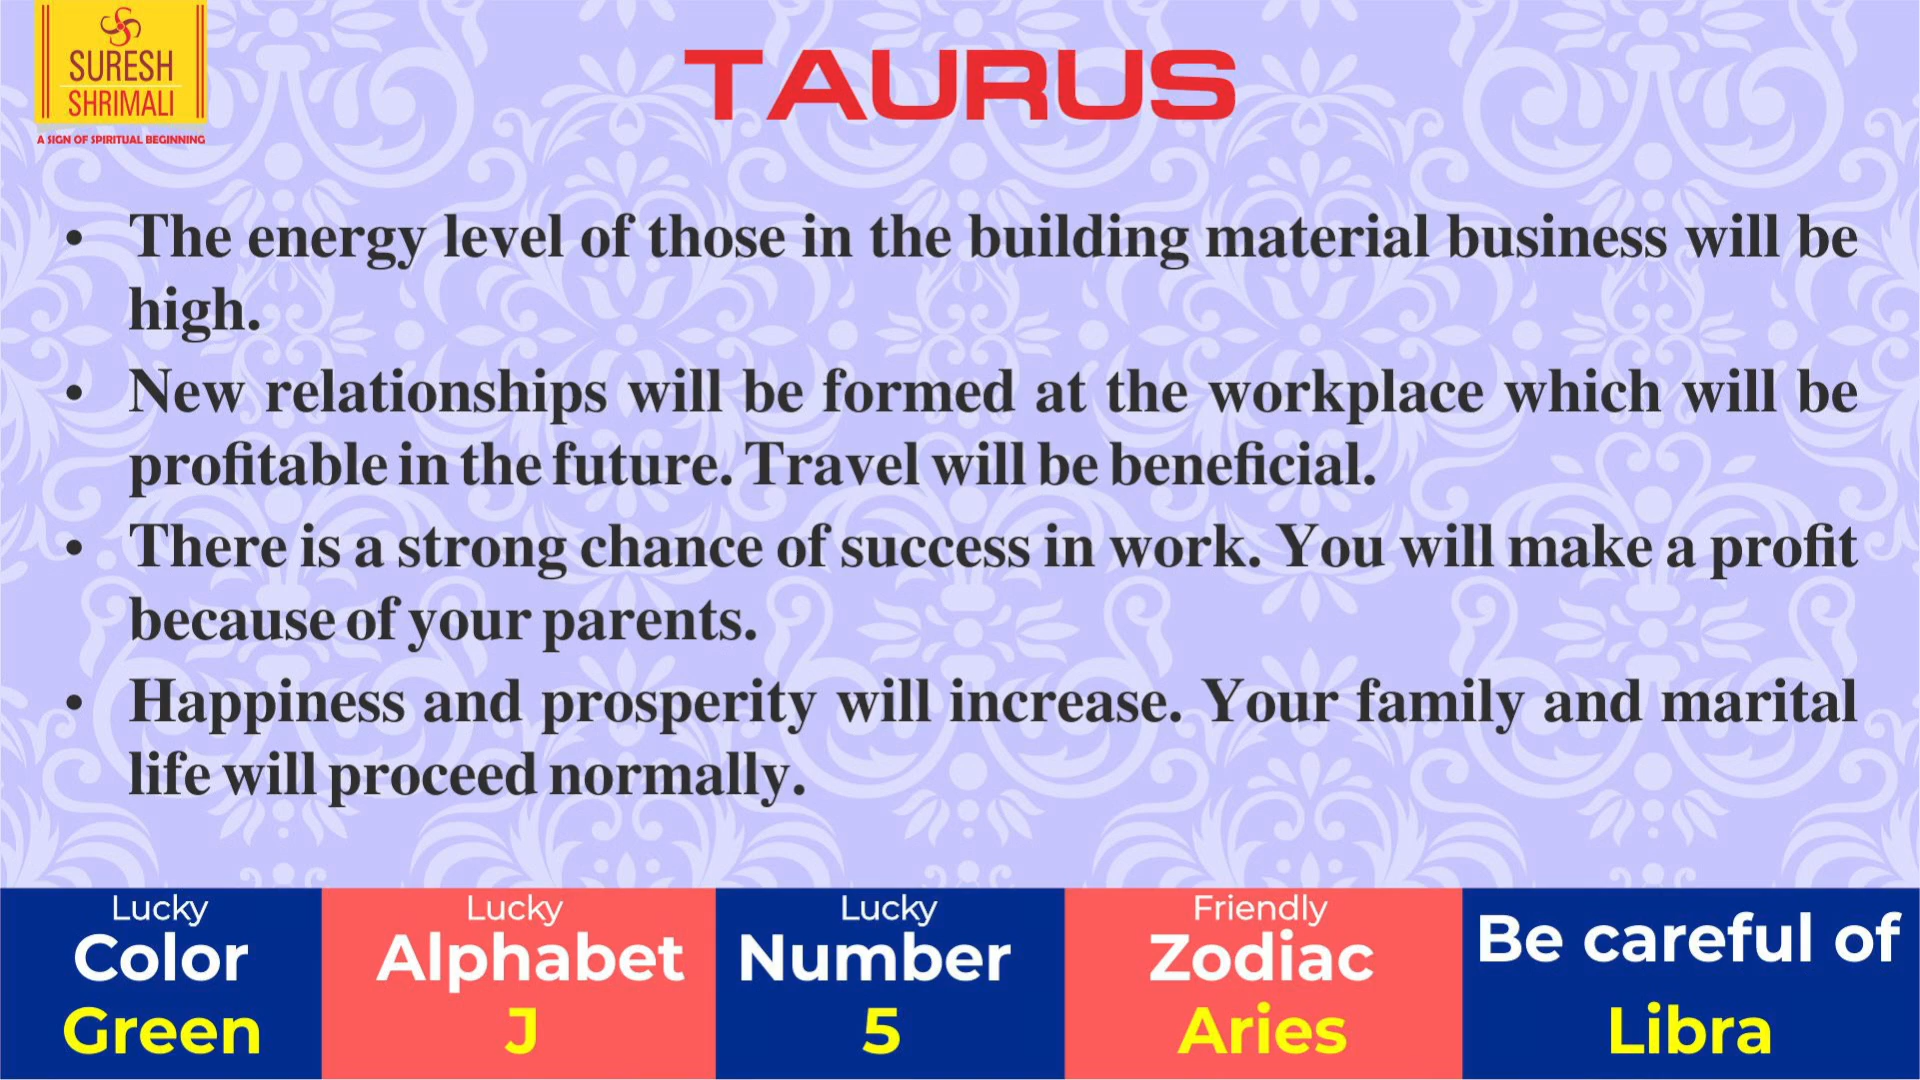 SURESH
SHRIMALI
A SIGN OF SPIRITUAL BEGINNING
TAURUS
• The energy level of those in the building material business will be
high.
• New relationships will be formed at the workplace which will be
profitable in the future. Travel will be beneficial.
• There is a strong chance of success in work. You will make a profit
because of your parents.
• Happiness and prosperity will increase. Your family and marital
life will proceed normally.
Lucky
Color
Green
Lucky
Alphabet
J
Lucky
Number
5
Friendly
Zodiac
Aries
Be careful of
Libra